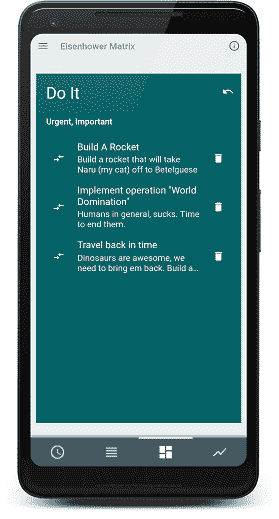 Eisenhower Matrix
Do It
Urgent, Important
Build A Rocket
Build a rocket that will take
Naru (my cat) off to Betelguese
Implement operation "World
Domination"
Humans in general, sucks. Time
to end them.
Travel back in time
Dinosaurs are awesome, we
need to bring em back. Build a...